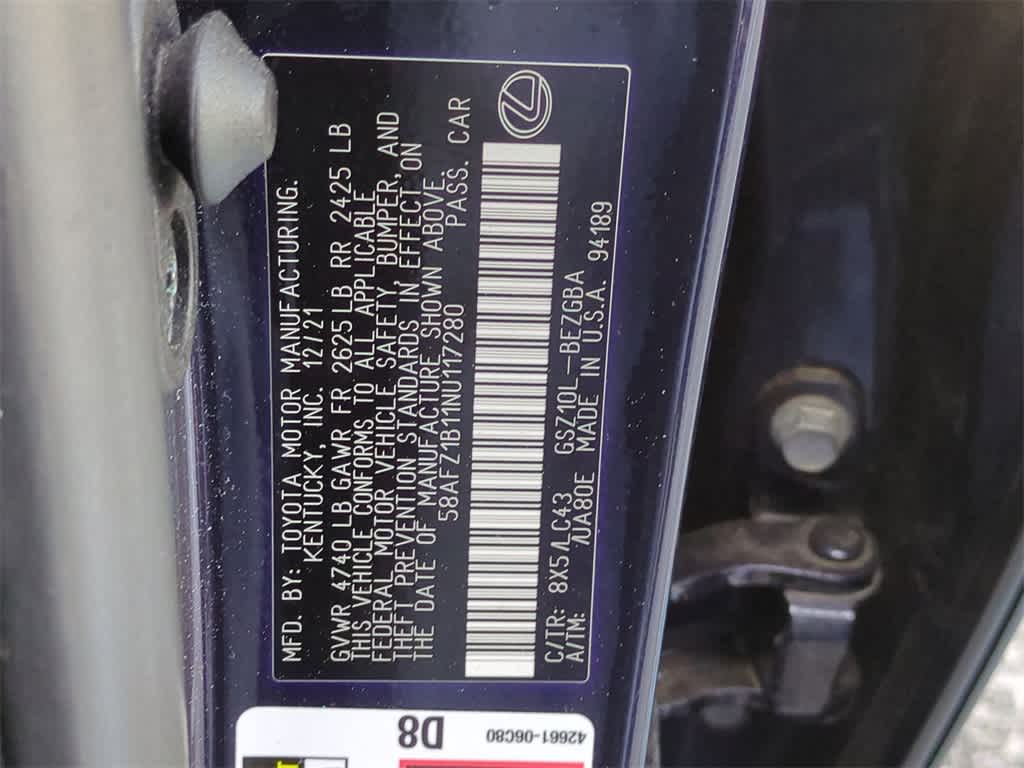 MFD. BY: TOYOTA MOTOR MANUFACTURING.
KENTUCKY, INC. 12/21
GVWR 4740 LB GAWR FR 2625 LB RR 2425 LB
THIS VEHICLE CONFORMS TO ALL APPLICABLE
FEDERAL MOTOR VEHICLE SAFETY, BUMPER, AND
THEFT PREVENTION STANDARDS IN EFFECT ON
THE DATE OF MANUFACTURE SHOWN ABOVE.
58AFZ1B11NU117280 PASS. CAR
C/TR: 8X5/LC43 GSZ10L-BEZGBA
A/TM: /UA80E MADE IN U.S.A. 94189
D8
42661-06C80